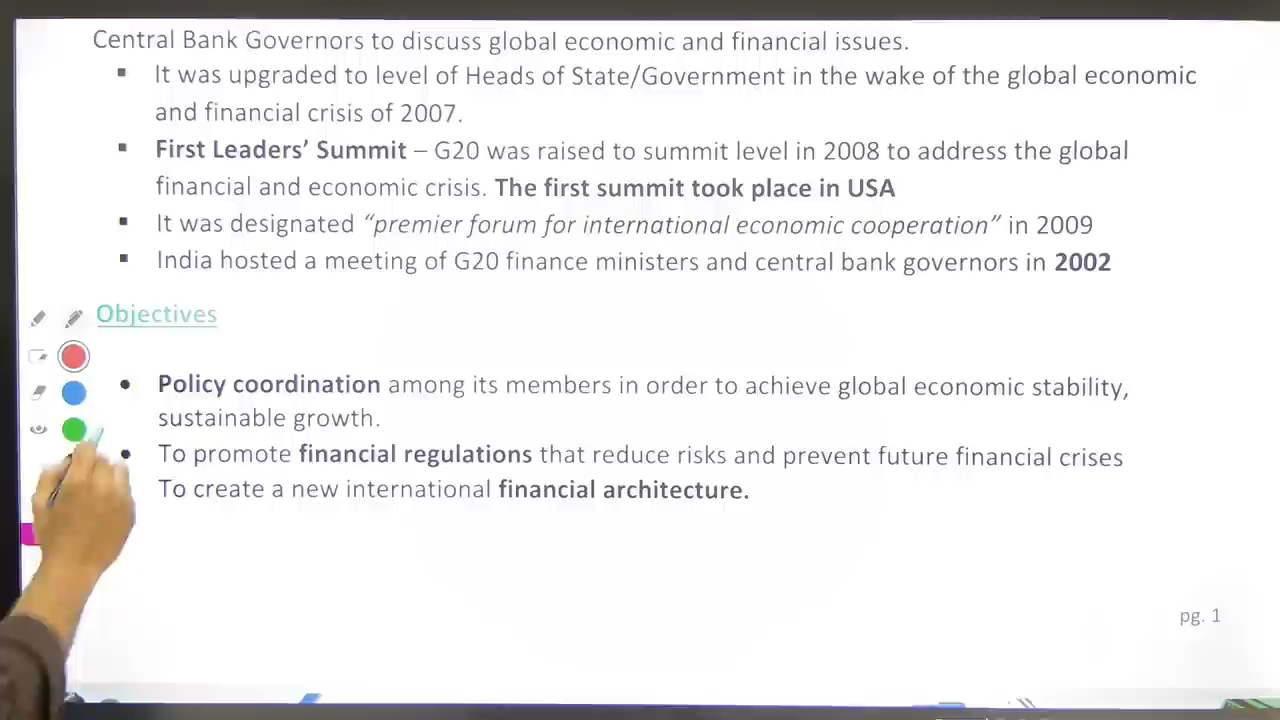 Central Bank Governors to discuss global economic and financial issues.
▪ It was upgraded to level of Heads of State/Government in the wake of the global economic
and financial crisis of 2007.
▪ First Leaders’ Summit – G20 was raised to summit level in 2008 to address the global
financial and economic crisis. The first summit took place in USA
▪ It was designated “premier forum for international economic cooperation” in 2009
▪ India hosted a meeting of G20 finance ministers and central bank governors in 2002
Objectives
• Policy coordination among its members in order to achieve global economic stability,
sustainable growth.
• To promote financial regulations that reduce risks and prevent future financial crises
To create a new international financial architecture.
pg. 1